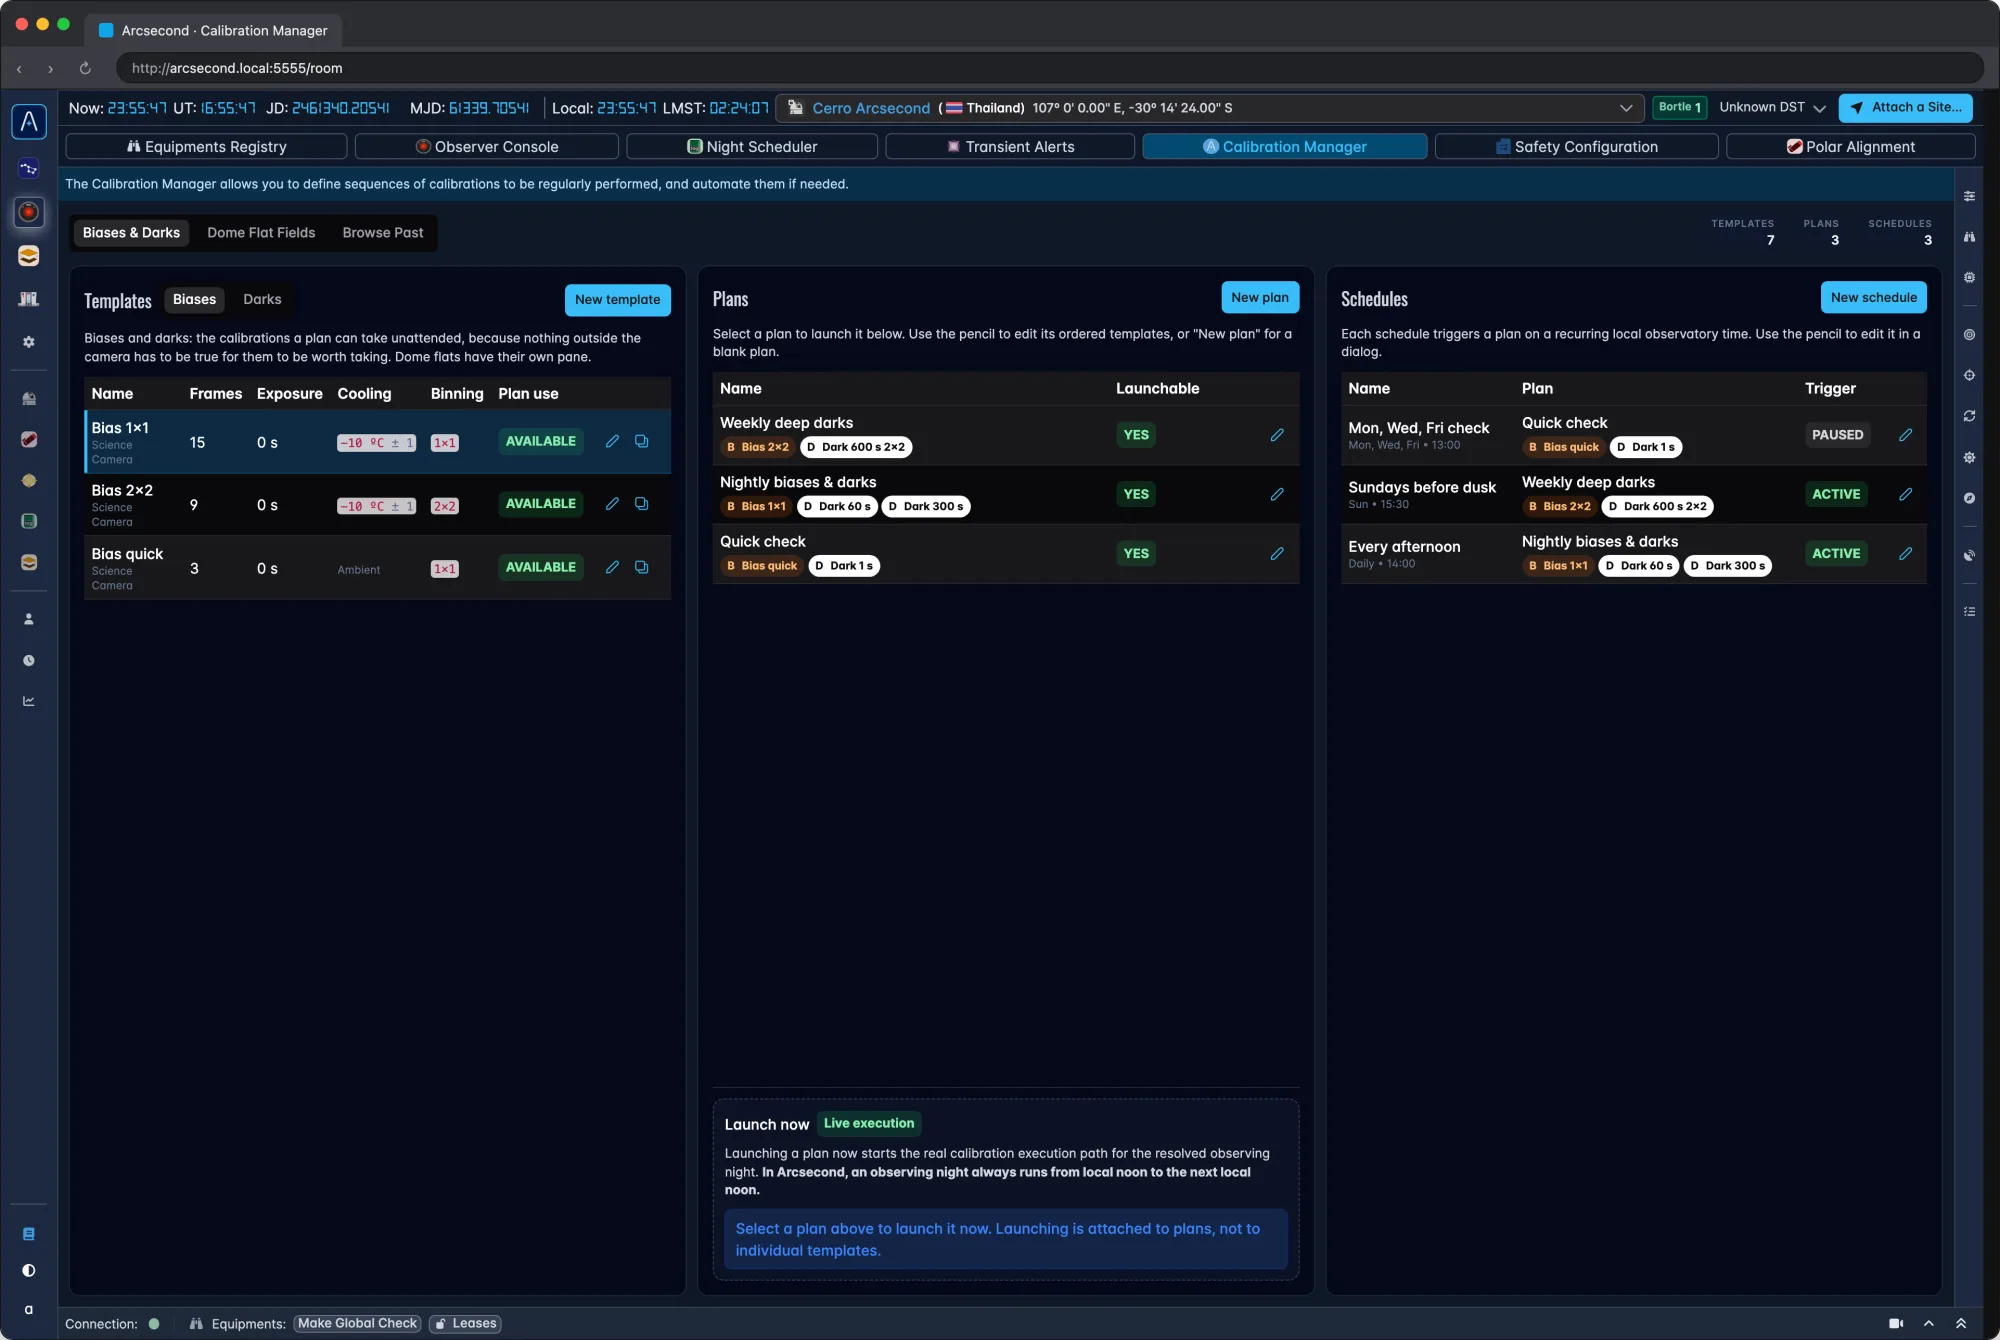 Arcsecond · Calibration Manager
http://arcsecond.local:5555/room
Now: 23:55:47 UT: 16:55:47 JD: 2461340.20541 MJD: 61339.70541 Local: 23:55:47 LMST: 02:24:07 Cerro Arcsecond ( Thailand) 107° 0' 0.00" E, -30° 14' 24.00" S Bortle 1 Unknown DST Attach a Site...
Equipments Registry Observer Console Night Scheduler Transient Alerts Calibration Manager Safety Configuration Polar Alignment
The Calibration Manager allows you to define sequences of calibrations to be regularly performed, and automate them if needed.
Biases & Darks Dome Flat Fields Browse Past
TEMPLATES PLANS SCHEDULES
7 3 3
Templates Biases Darks New template
Biases and darks: the calibrations a plan can take unattended, because nothing outside the
camera has to be true for them to be worth taking. Dome flats have their own pane.
Name Frames Exposure Cooling Binning Plan use
Bias 1×1
Science
Camera
15 0 s −10 ºC ± 1 1×1 AVAILABLE
Bias 2×2
Science
Camera
9 0 s −10 ºC ± 1 2×2 AVAILABLE
Bias quick
Science
Camera
3 0 s Ambient 1×1 AVAILABLE
Plans New plan
Select a plan to launch it below. Use the pencil to edit its ordered templates, or "New plan" for a
blank plan.
Name Launchable
Weekly deep darks
B Bias 2×2 D Dark 600 s 2×2
YES
Nightly biases & darks
B Bias 1×1 D Dark 60 s D Dark 300 s
YES
Quick check
B Bias quick D Dark 1 s
YES
Launch now Live execution
Launching a plan now starts the real calibration execution path for the resolved observing
night. In Arcsecond, an observing night always runs from local noon to the next local
noon.
Select a plan above to launch it now. Launching is attached to plans, not to
individual templates.
Schedules New schedule
Each schedule triggers a plan on a recurring local observatory time. Use the pencil to edit it in a
dialog.
Name Plan Trigger
Mon, Wed, Fri check
Mon, Wed, Fri • 13:00
Quick check
B Bias quick D Dark 1 s
PAUSED
Sundays before dusk
Sun • 15:30
Weekly deep darks
B Bias 2×2 D Dark 600 s 2×2
ACTIVE
Every afternoon
Daily • 14:00
Nightly biases & darks
B Bias 1×1 D Dark 60 s D Dark 300 s
ACTIVE
a
Connection: Equipments: Make Global Check Leases